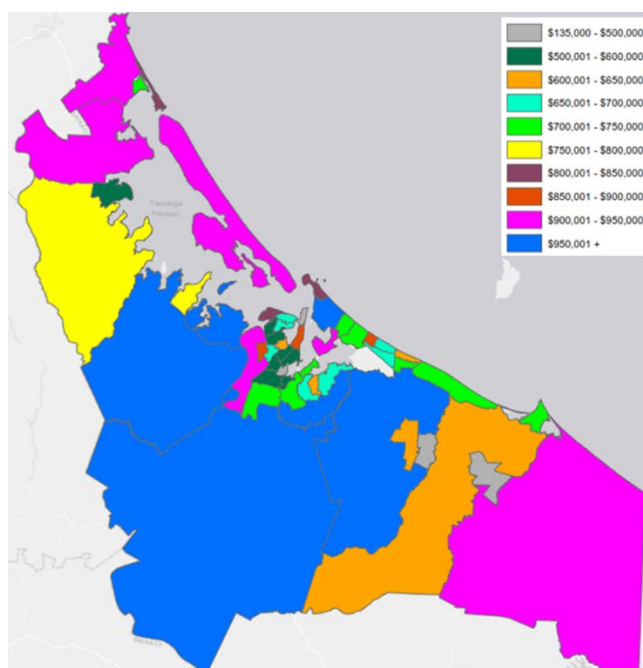 $135,000 - $500,000
$500,001 - $600,000
$600,001 - $650,000
$650,001 - $700,000
$700,001 - $750,000
$750,001 - $800,000
$800,001 - $850,000
$850,001 - $900,000
$900,001 - $950,000
$950,001 +
Tauranga
Harbour
WAIKATO